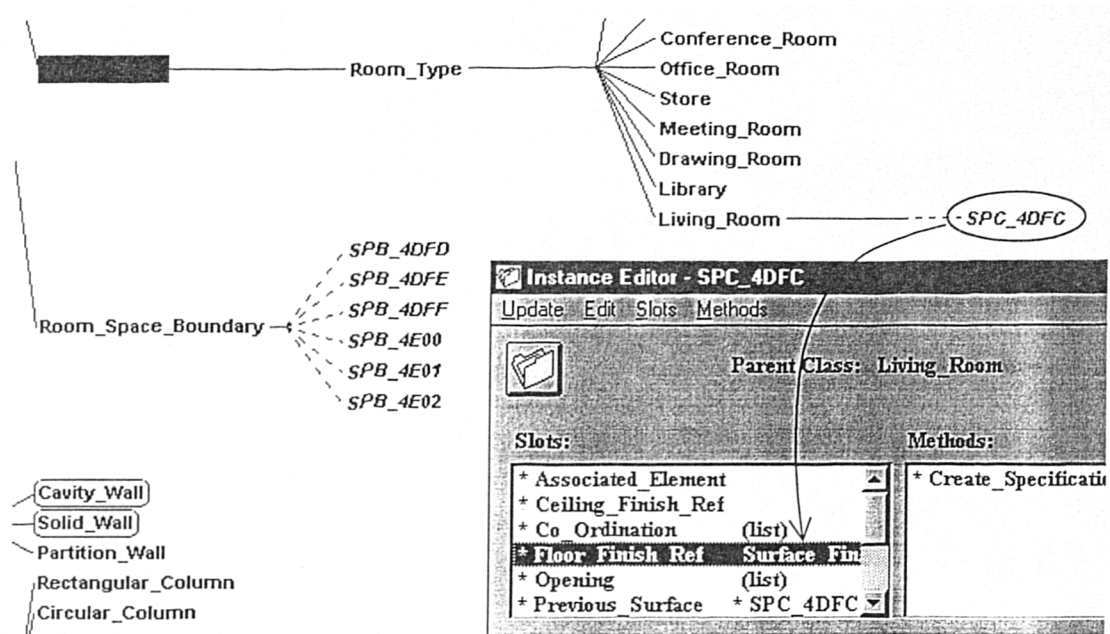 Conference_Room
Room_Type
Office_Room
Store
Meeting_Room
Drawing_Room
Library
Living_Room
SPC_4DFC
SPB_4DFD
SPB_4DFE
SPB_4DFF
Room_Space_Boundary
SPB_4E00
SPB_4E01
SPB_4E02
Cavity_Wall
Solid_Wall
Partition_Wall
Rectangular_Column
Circular_Column
Instance Editor - SPC_4DFC
Update Edit Slots Methods
Parent Class: Living_Room
Slots:
* Associated_Element
* Ceiling_Finish_Ref
* Co_Ordination (list)
* Floor_Finish_Ref Surface_Fin
* Opening (list)
* Previous_Surface * SPC_4DFC
Methods:
* Create_Specificatio